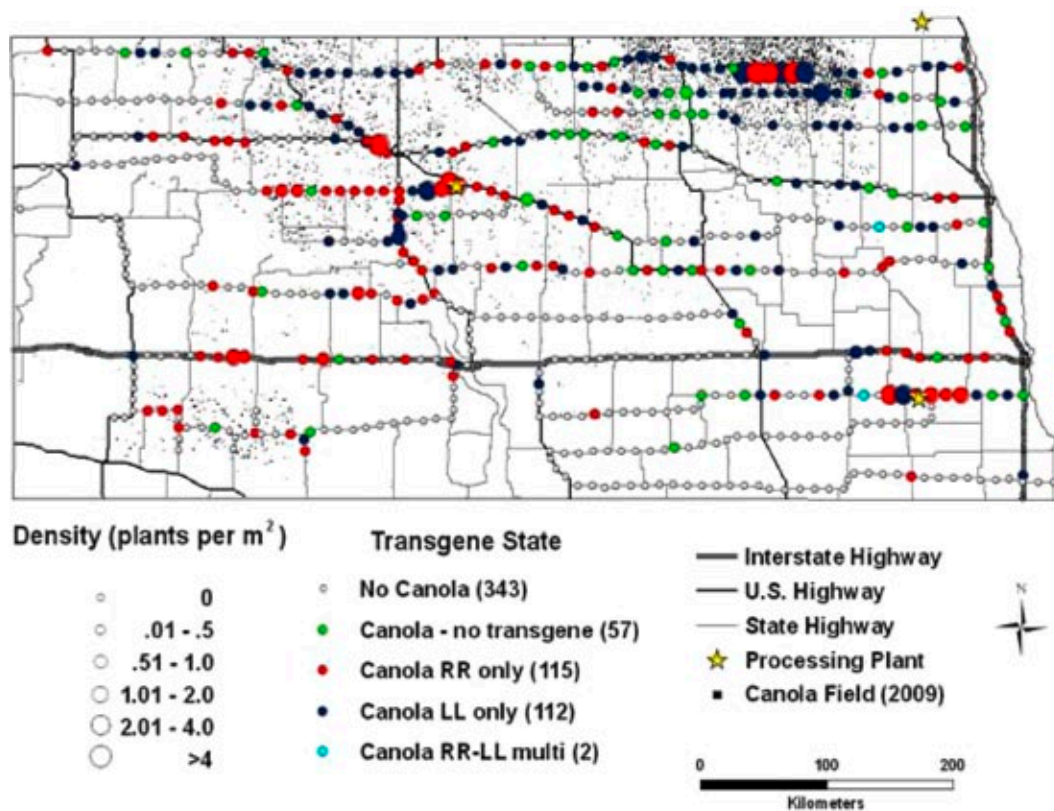 Density (plants per m²)
0
.01 - .5
.51 - 1.0
1.01 - 2.0
2.01 - 4.0
>4
Transgene State
No Canola (343)
Canola - no transgene (57)
Canola RR only (115)
Canola LL only (112)
Canola RR-LL multi (2)
Interstate Highway
U.S. Highway
State Highway
Processing Plant
Canola Field (2009)
N
0 100 200
Kilometers